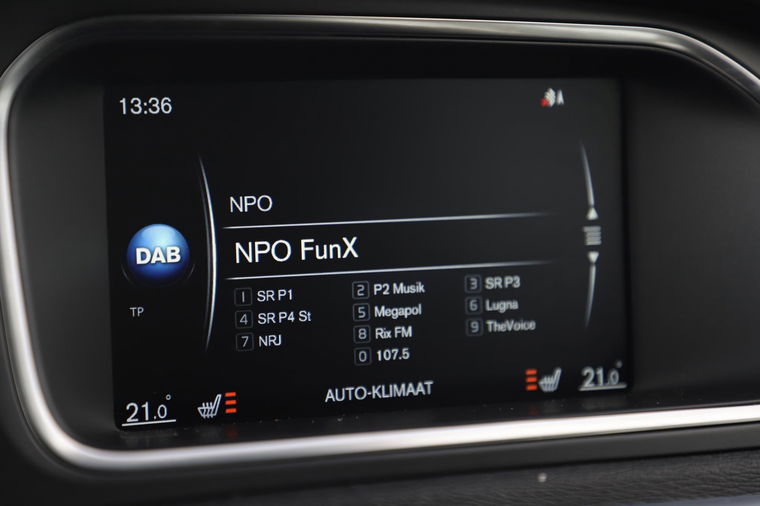 13:36
A
NPO
DAB
NPO FunX
TP
1 SR P1 2 P2 Musik 3 SR P3
4 SR P4 St 5 Megapol 6 Lugna
7 NRJ 8 Rix FM 9 TheVoice
0 107.5
21.0° AUTO-KLIMAAT 21.0°